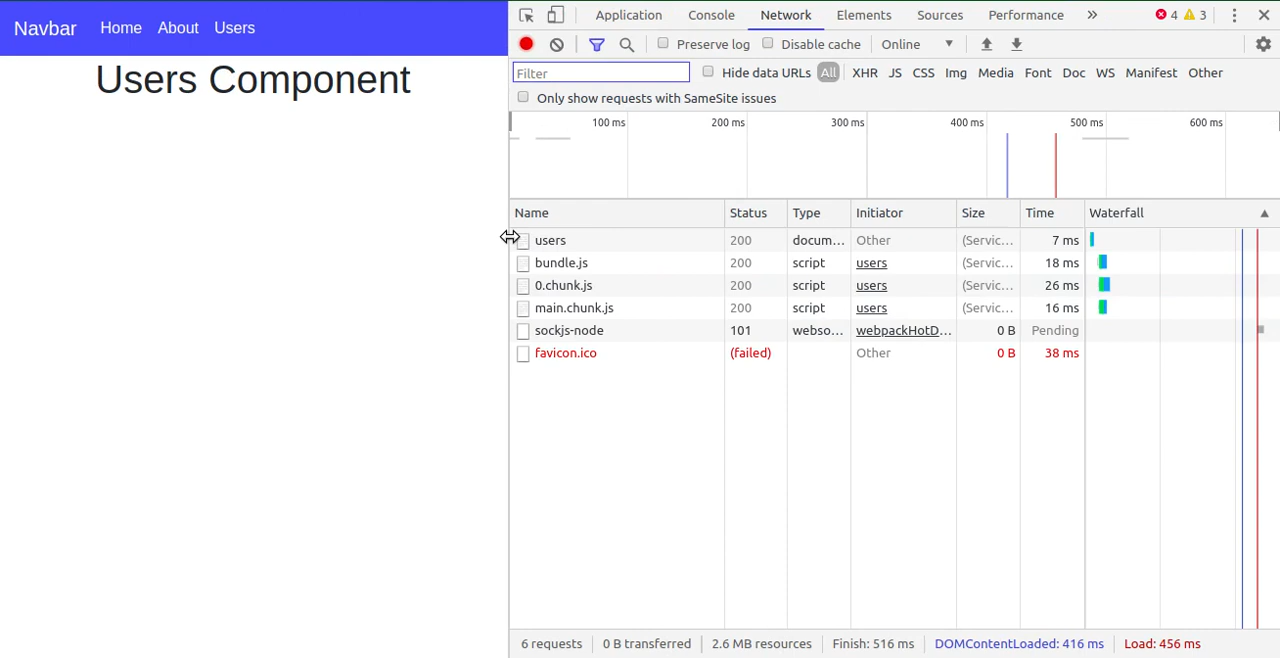 Navbar Home About Users
Users Component
Application Console Network Elements Sources Performance » 4 3
Preserve log Disable cache Online
Filter Hide data URLs All XHR JS CSS Img Media Font Doc WS Manifest Other
Only show requests with SameSite issues
100 ms 200 ms 300 ms 400 ms 500 ms 600 ms
Name Status Type Initiator Size Time Waterfall
users 200 docum... Other (Servic... 7 ms
bundle.js 200 script users (Servic... 18 ms
0.chunk.js 200 script users (Servic... 26 ms
main.chunk.js 200 script users (Servic... 16 ms
sockjs-node 101 webso... webpackHotD... 0 B Pending
favicon.ico (failed) Other 0 B 38 ms
6 requests 0 B transferred 2.6 MB resources Finish: 516 ms DOMContentLoaded: 416 ms Load: 456 ms